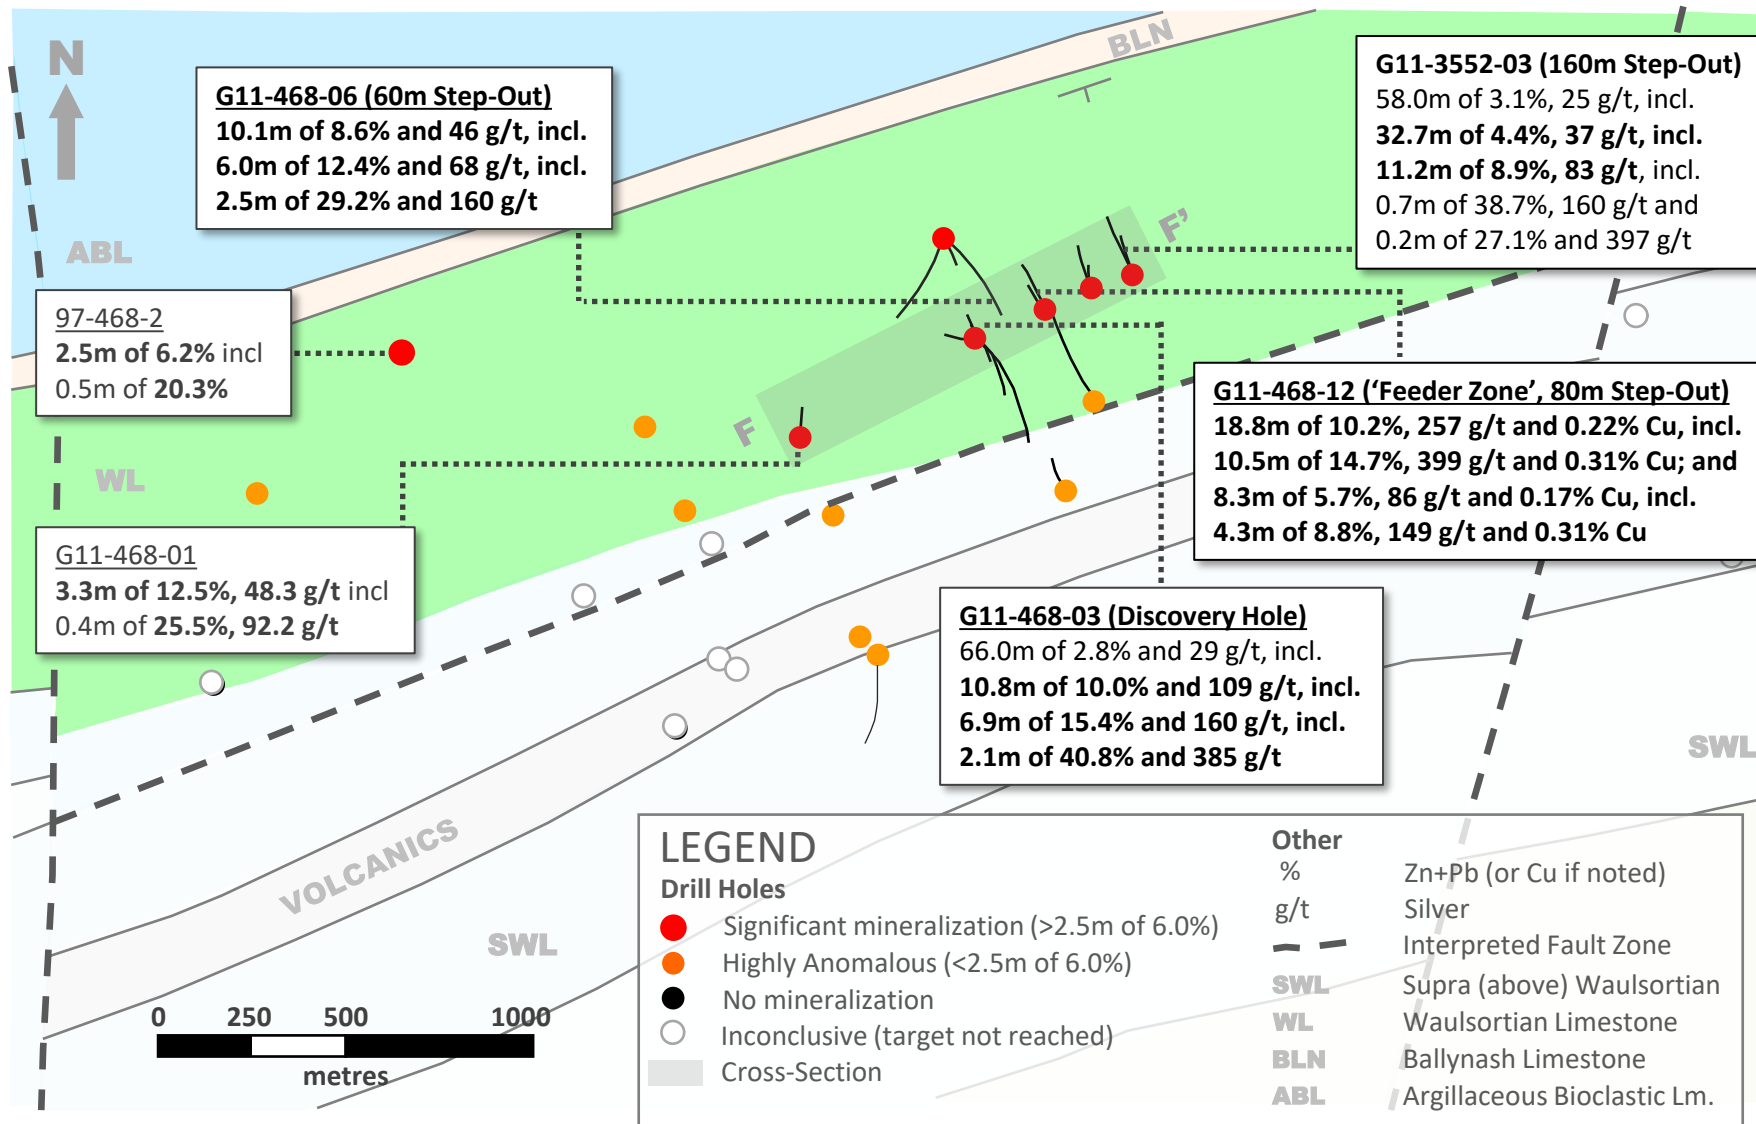 N
BLN
G11-468-06 (60m Step-Out)
10.1m of 8.6% and 46 g/t, incl.
6.0m of 12.4% and 68 g/t, incl.
2.5m of 29.2% and 160 g/t
G11-3552-03 (160m Step-Out)
58.0m of 3.1%, 25 g/t, incl.
32.7m of 4.4%, 37 g/t, incl.
11.2m of 8.9%, 83 g/t, incl.
0.7m of 38.7%, 160 g/t and
0.2m of 27.1% and 397 g/t
ABL
F’
97-468-2
2.5m of 6.2% incl
0.5m of 20.3%
F
WL
G11-468-12 (‘Feeder Zone’, 80m Step-Out)
18.8m of 10.2%, 257 g/t and 0.22% Cu, incl.
10.5m of 14.7%, 399 g/t and 0.31% Cu; and
8.3m of 5.7%, 86 g/t and 0.17% Cu, incl.
4.3m of 8.8%, 149 g/t and 0.31% Cu
G11-468-01
3.3m of 12.5%, 48.3 g/t incl
0.4m of 25.5%, 92.2 g/t
G11-468-03 (Discovery Hole)
66.0m of 2.8% and 29 g/t, incl.
10.8m of 10.0% and 109 g/t, incl.
6.9m of 15.4% and 160 g/t, incl.
2.1m of 40.8% and 385 g/t
SWL
VOLCANICS
SWL
0 250 500 1000
metres
LEGEND
Drill Holes
Significant mineralization (>2.5m of 6.0%)
Highly Anomalous (<2.5m of 6.0%)
No mineralization
Inconclusive (target not reached)
Cross-Section
Other
% Zn+Pb (or Cu if noted)
g/t Silver
Interpreted Fault Zone
SWL Supra (above) Waulsortian
WL Waulsortian Limestone
BLN Ballynash Limestone
ABL Argillaceous Bioclastic Lm.